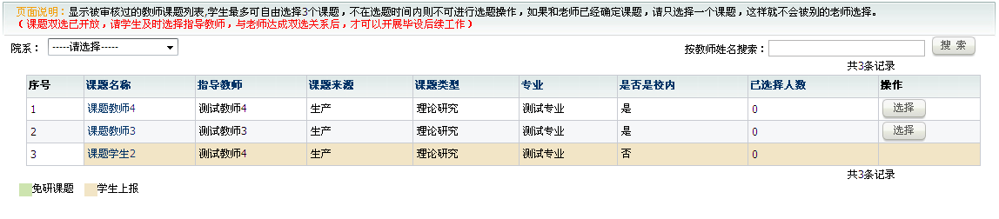 页面说明：显示被审核过的教师课题列表,学生最多可自由选择3个课题，不在选题时间内则不可进行选题操作，如果和老师已经确定课题，请只选择一个课题，这样就不会被别的老师选择。
（课题双选已开放，请学生及时选择指导教师，与老师达成双选关系后，才可以开展毕设后续工作）
院系： -----请选择----- 按教师姓名搜索： 搜 索
共3条记录
序号 课题名称 指导教师 课题来源 课题类型 专业 是否是校内 已选择人数 操作
1 课题教师4 测试教师4 生产 理论研究 测试专业 是 0 选择
2 课题教师3 测试教师3 生产 理论研究 测试专业 是 0 选择
3 课题学生2 测试教师4 生产 理论研究 测试专业 否 0
共3条记录
免研课题 学生上报